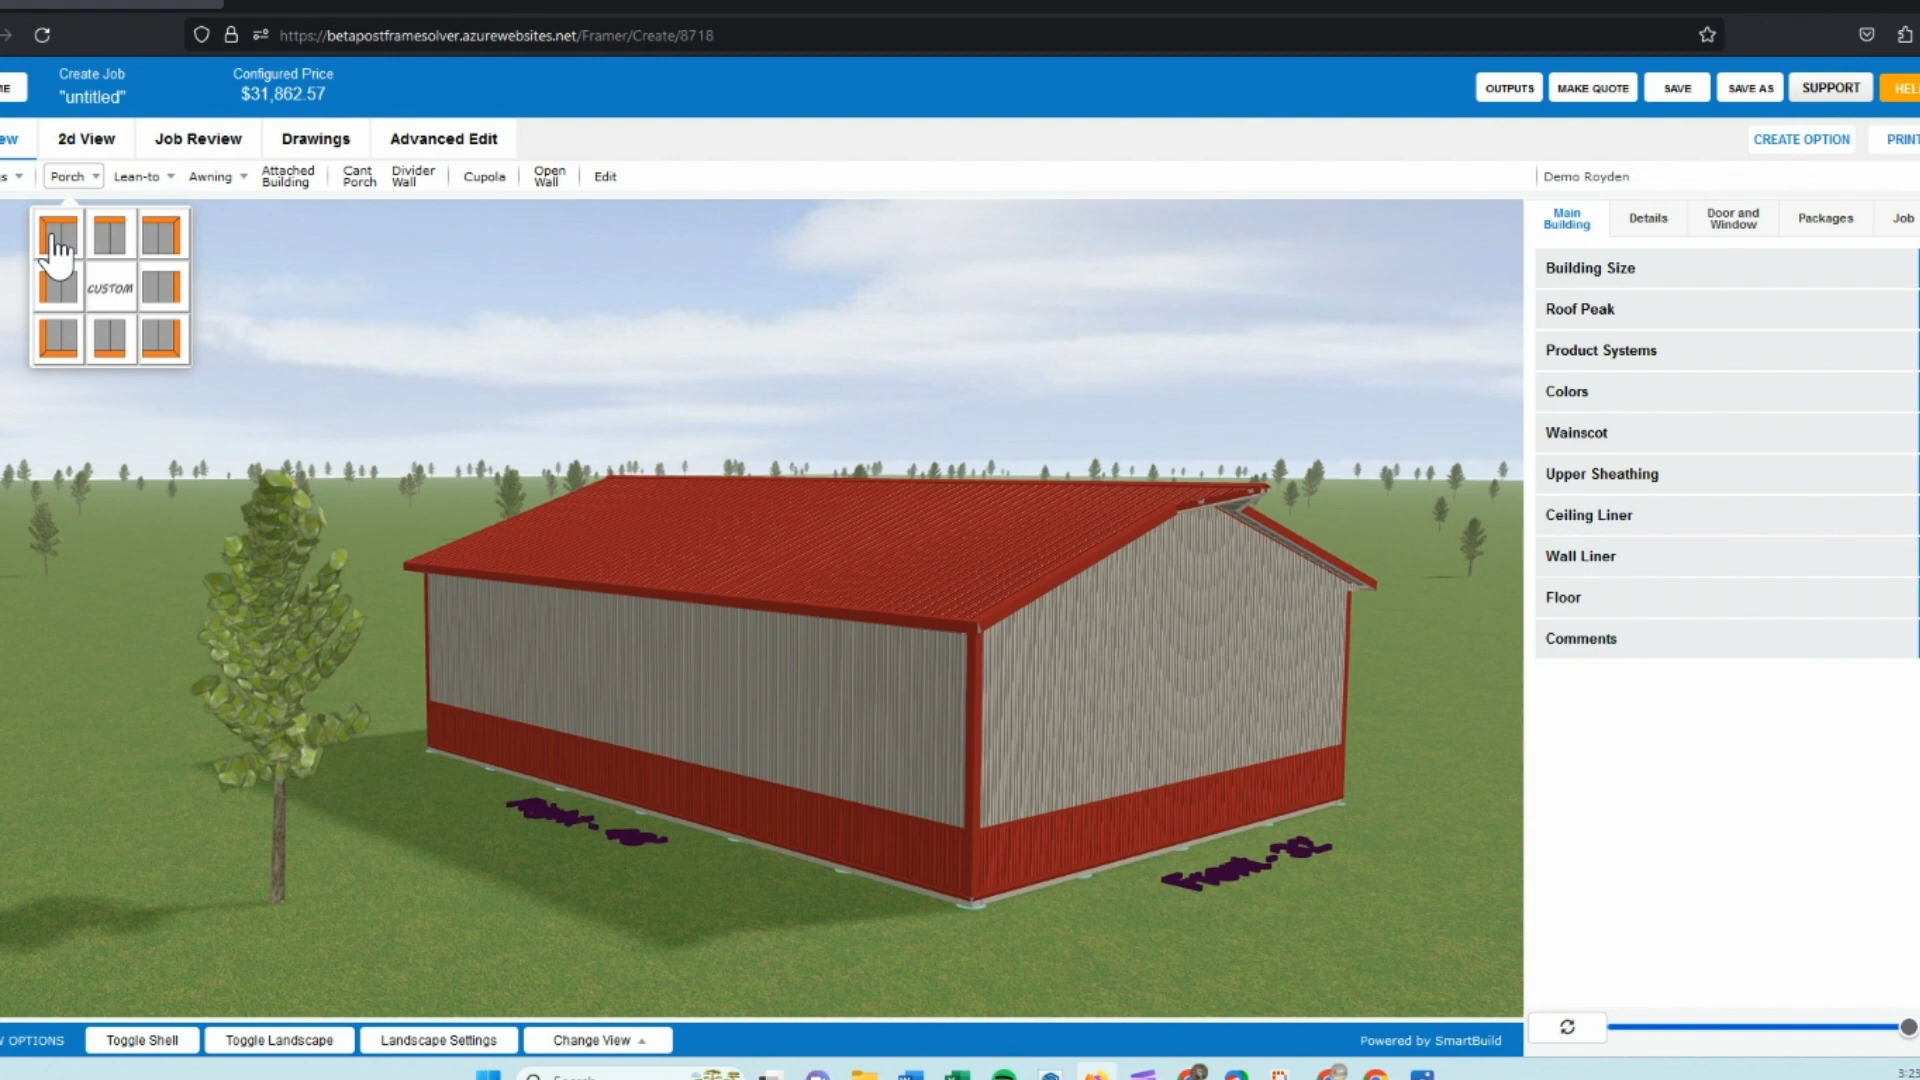 https://betapostframesolver.azurewebsites.net/Framer/Create/8718
Create Job
"untitled"
Configured Price
$31,862.57
OUTPUTS
MAKE QUOTE
SAVE
SAVE AS
SUPPORT
2d View
Job Review
Drawings
Advanced Edit
CREATE OPTION
PRINT
Porch
Lean-to
Awning
Attached
Building
Cant
Porch
Divider
Wall
Cupola
Open
Wall
Edit
Demo Royden
CUSTOM
Main
Building
Details
Door and
Window
Packages
Job
Building Size
Roof Peak
Product Systems
Colors
Wainscot
Upper Sheathing
Ceiling Liner
Wall Liner
Floor
Comments
OPTIONS
Toggle Shell
Toggle Landscape
Landscape Settings
Change View
Powered by SmartBuild
Search